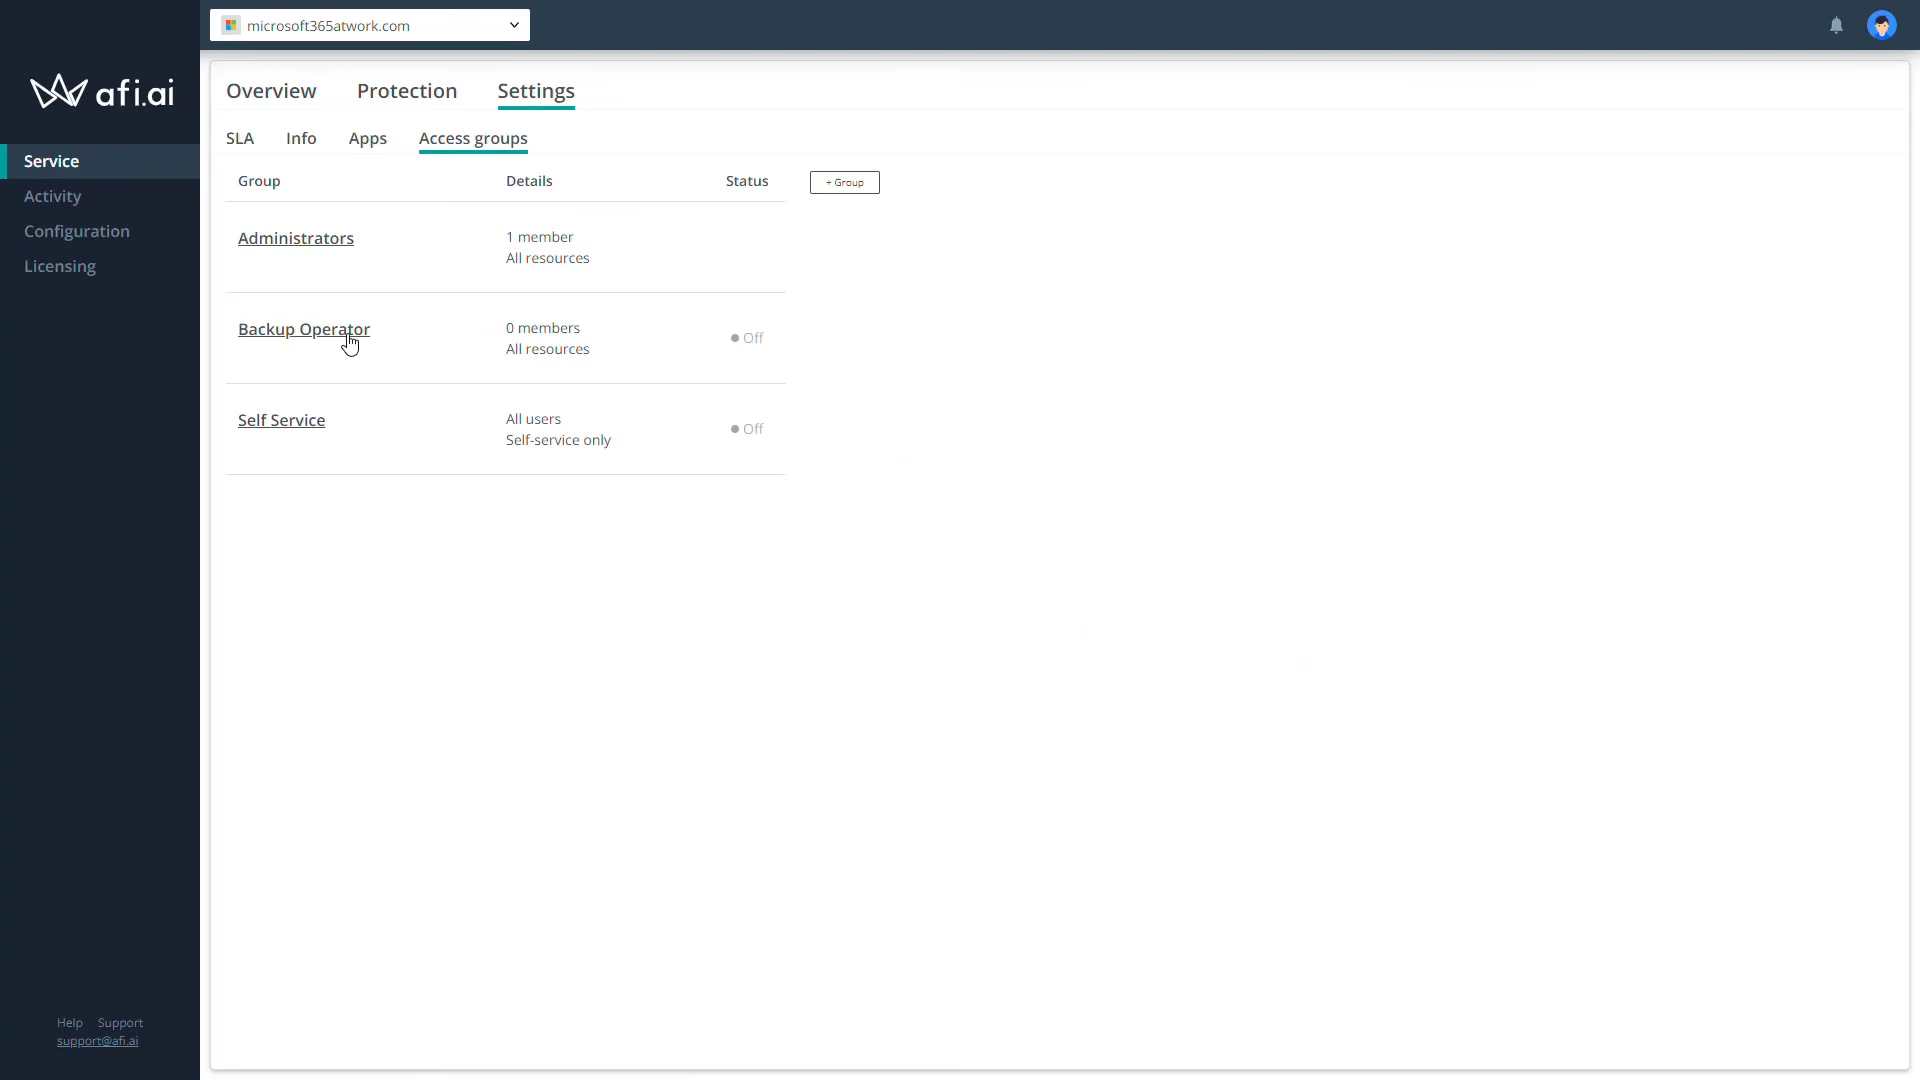 microsoft365atwork.com
afi.ai
Service
Activity
Configuration
Licensing
Help Support
support@afi.ai
Overview Protection Settings
SLA Info Apps Access groups
Group Details Status
+ Group
Administrators
1 member
All resources
Backup Operator
0 members
All resources
Off
Self Service
All users
Self-service only
Off